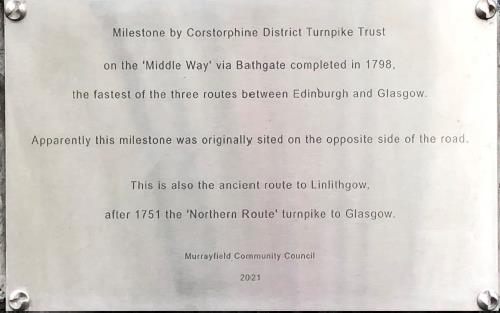 Milestone by Corstorphine District Turnpike Trust
on the 'Middle Way' via Bathgate completed in 1798,
the fastest of the three routes between Edinburgh and Glasgow.
Apparently this milestone was originally sited on the opposite side of the road.
This is also the ancient route to Linlithgow,
after 1751 the 'Northern Route' turnpike to Glasgow.
Murrayfield Community Council
2021